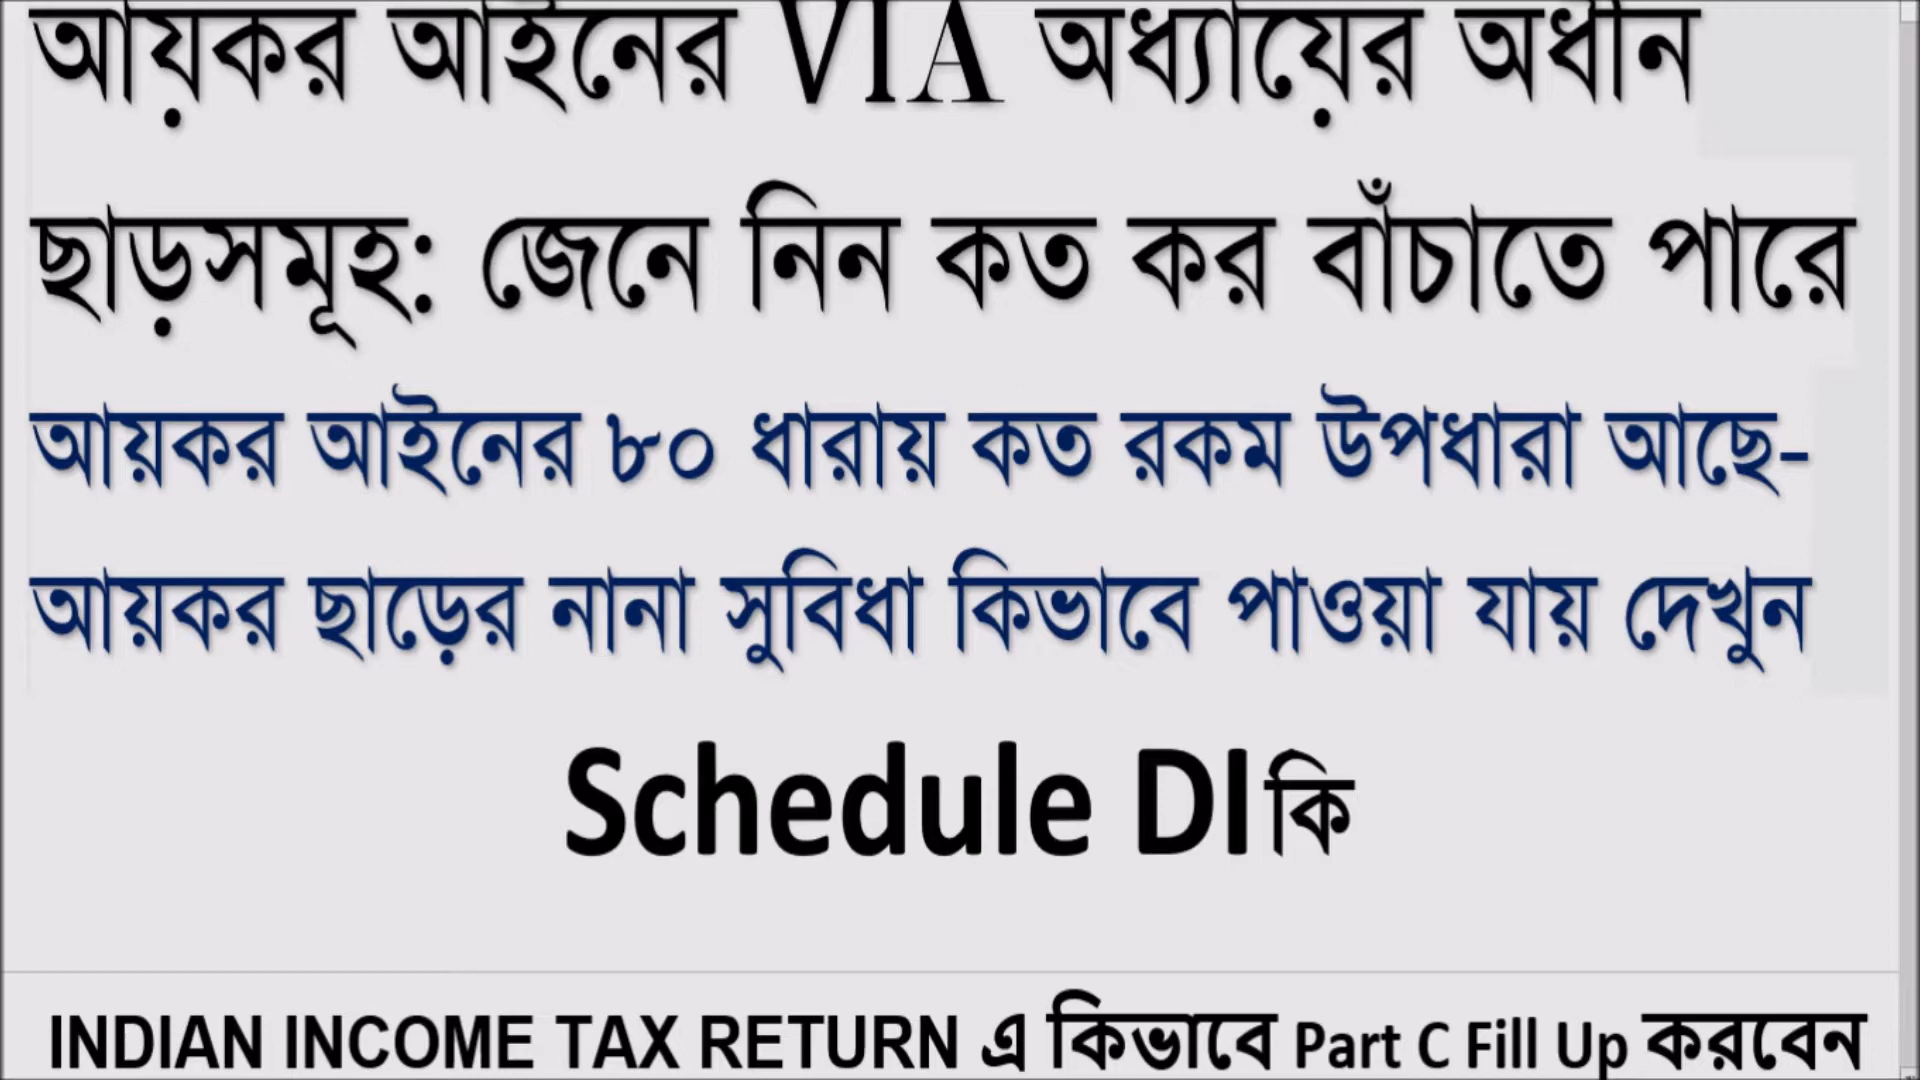 আয়কর আইনের VIA অধ্যায়ের অধীন
ছাড়সমূহ: জেনে নিন কত কর বাঁচাতে পারে
আয়কর আইনের ৮০ ধারায় কত রকম উপধারা আছে-
আয়কর ছাড়ের নানা সুবিধা কিভাবে পাওয়া যায় দেখুন
Schedule DI কি
INDIAN INCOME TAX RETURN এ কিভাবে Part C Fill Up করবেন